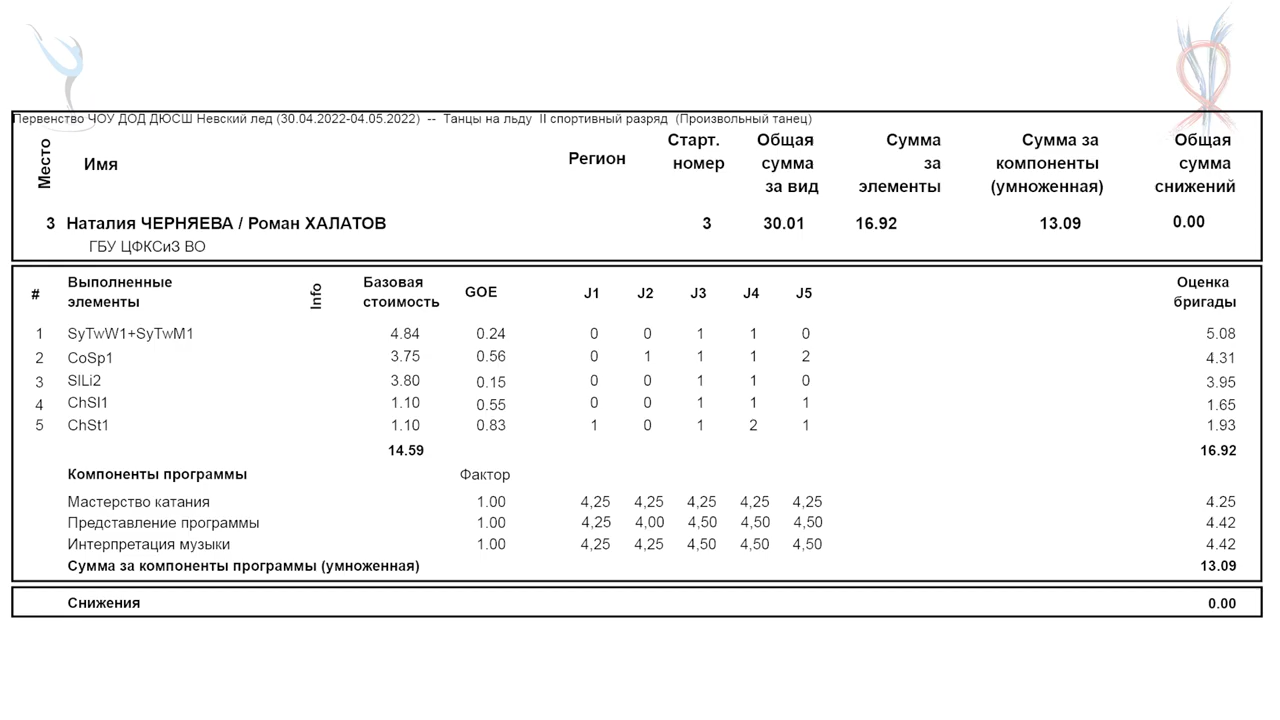 Первенство ЧОУ ДОД ДЮСШ Невский лед (30.04.2022-04.05.2022) -- Танцы на льду II спортивный разряд (Произвольный танец)
Место Имя Регион Старт. номер Общая сумма за вид Сумма за элементы Сумма за компоненты (умноженная) Общая сумма снижений
3 Наталия ЧЕРНЯЕВА / Роман ХАЛАТОВ 3 30.01 16.92 13.09 0.00
ГБУ ЦФКСиЗ ВО
# Выполненные элементы Info Базовая стоимость GOE J1 J2 J3 J4 J5 Оценка бригады
1 SyTwW1+SyTwM1 4.84 0.24 0 0 1 1 0 5.08
2 CoSp1 3.75 0.56 0 1 1 1 2 4.31
3 SlLi2 3.80 0.15 0 0 1 1 0 3.95
4 ChSl1 1.10 0.55 0 0 1 1 1 1.65
5 ChSt1 1.10 0.83 1 0 1 2 1 1.93
14.59 16.92
Компоненты программы Фактор
Мастерство катания 1.00 4,25 4,25 4,25 4,25 4,25 4.25
Представление программы 1.00 4,25 4,00 4,50 4,50 4,50 4.42
Интерпретация музыки 1.00 4,25 4,25 4,50 4,50 4,50 4.42
Сумма за компоненты программы (умноженная) 13.09
Снижения 0.00